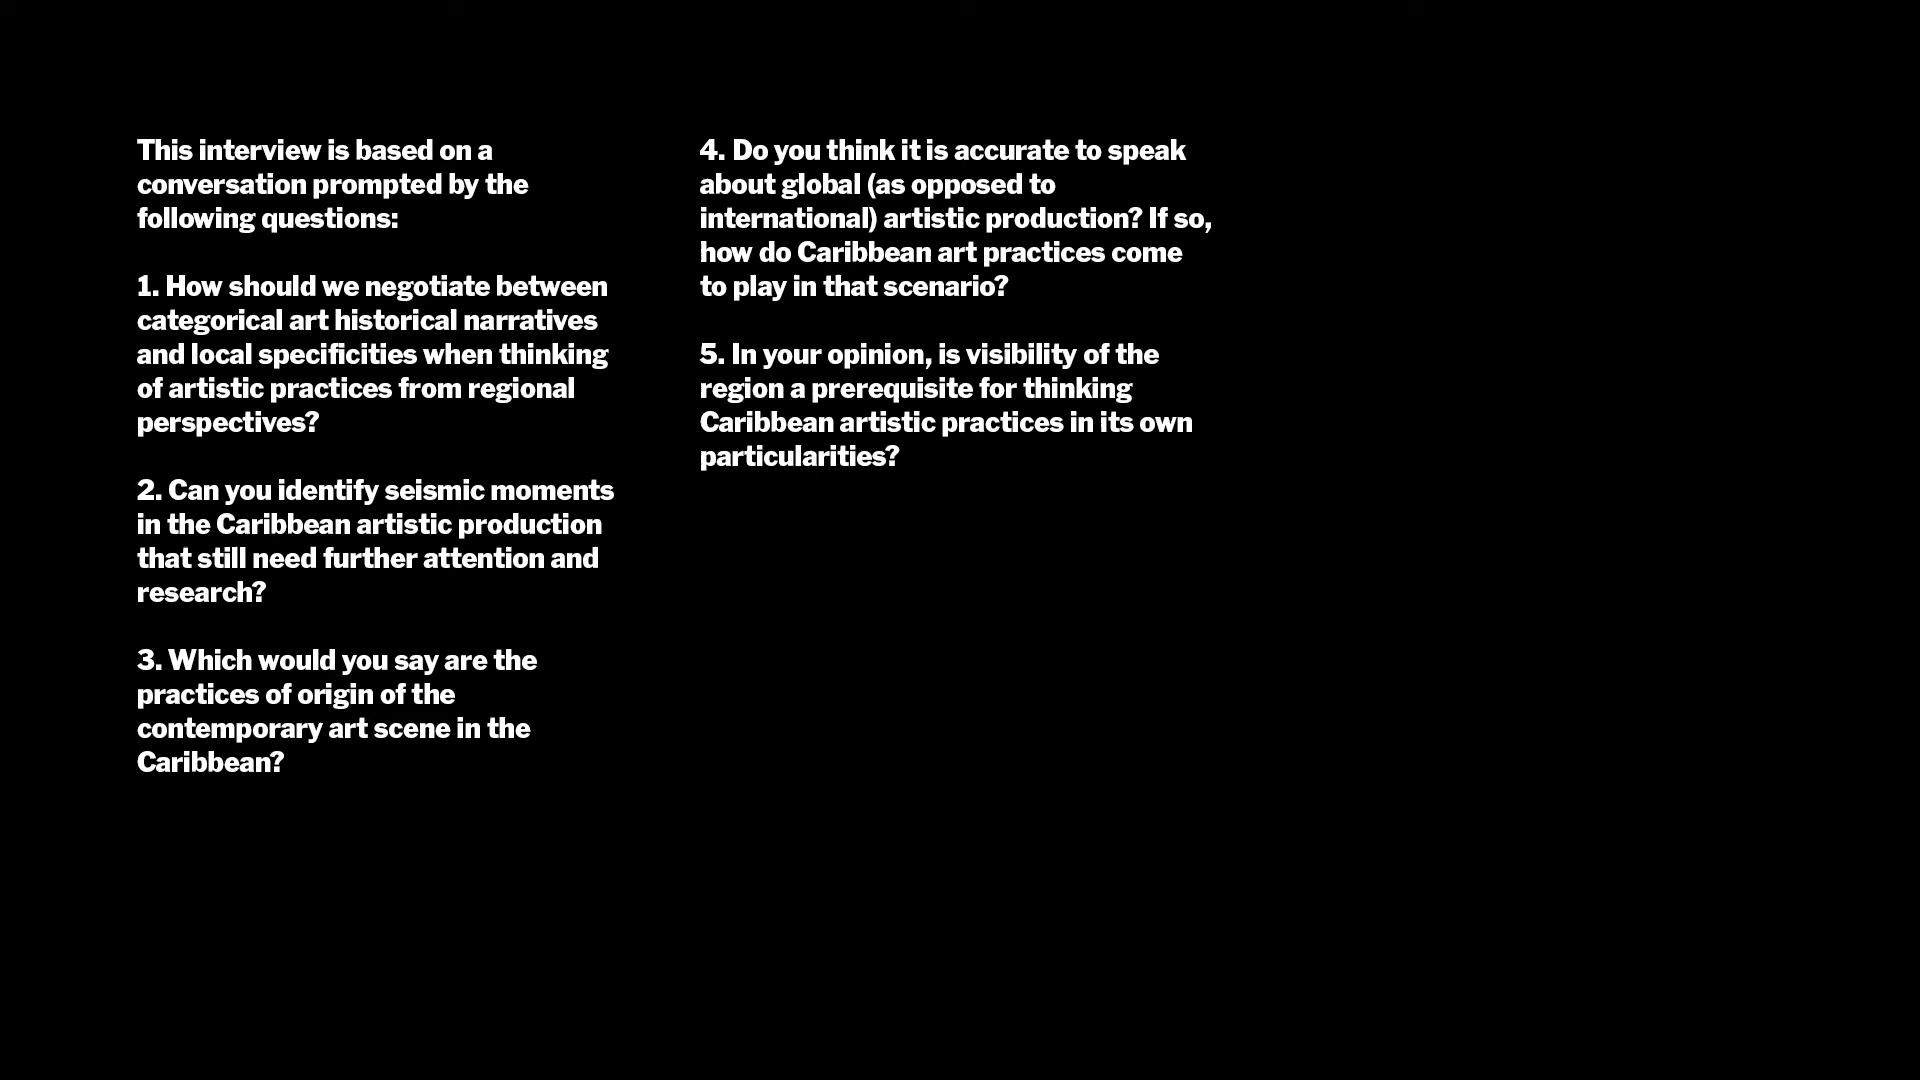 This interview is based on a
conversation prompted by the
following questions:
1. How should we negotiate between
categorical art historical narratives
and local specificities when thinking
of artistic practices from regional
perspectives?
2. Can you identify seismic moments
in the Caribbean artistic production
that still need further attention and
research?
3. Which would you say are the
practices of origin of the
contemporary art scene in the
Caribbean?
4. Do you think it is accurate to speak
about global (as opposed to
international) artistic production? If so,
how do Caribbean art practices come
to play in that scenario?
5. In your opinion, is visibility of the
region a prerequisite for thinking
Caribbean artistic practices in its own
particularities?